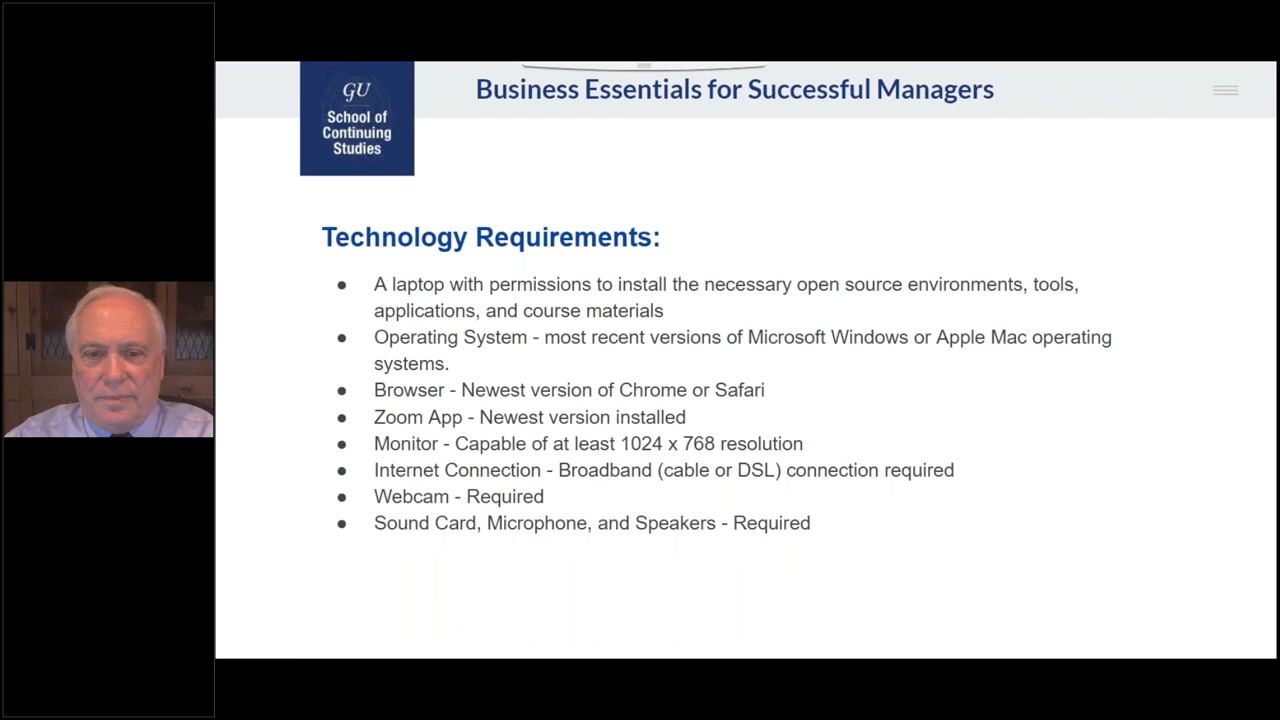 GU
School of
Continuing
Studies
Business Essentials for Successful Managers
Technology Requirements:
● A laptop with permissions to install the necessary open source environments, tools,
applications, and course materials
● Operating System - most recent versions of Microsoft Windows or Apple Mac operating
systems.
● Browser - Newest version of Chrome or Safari
● Zoom App - Newest version installed
● Monitor - Capable of at least 1024 x 768 resolution
● Internet Connection - Broadband (cable or DSL) connection required
● Webcam - Required
● Sound Card, Microphone, and Speakers - Required